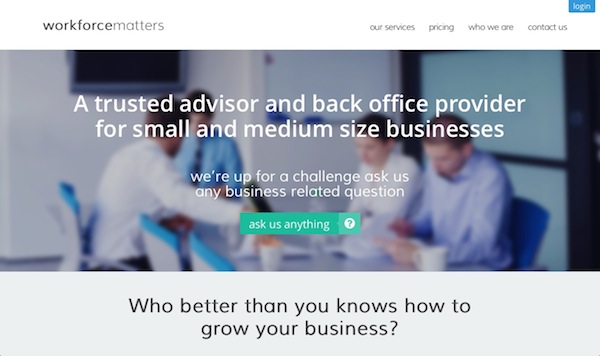 login
workforcematters
our services
pricing
who we are
contact us
A trusted advisor and back office provider
for small and medium size businesses
we're up for a challenge ask us
any business related question
ask us anything ?
Who better than you knows how to
grow your business?